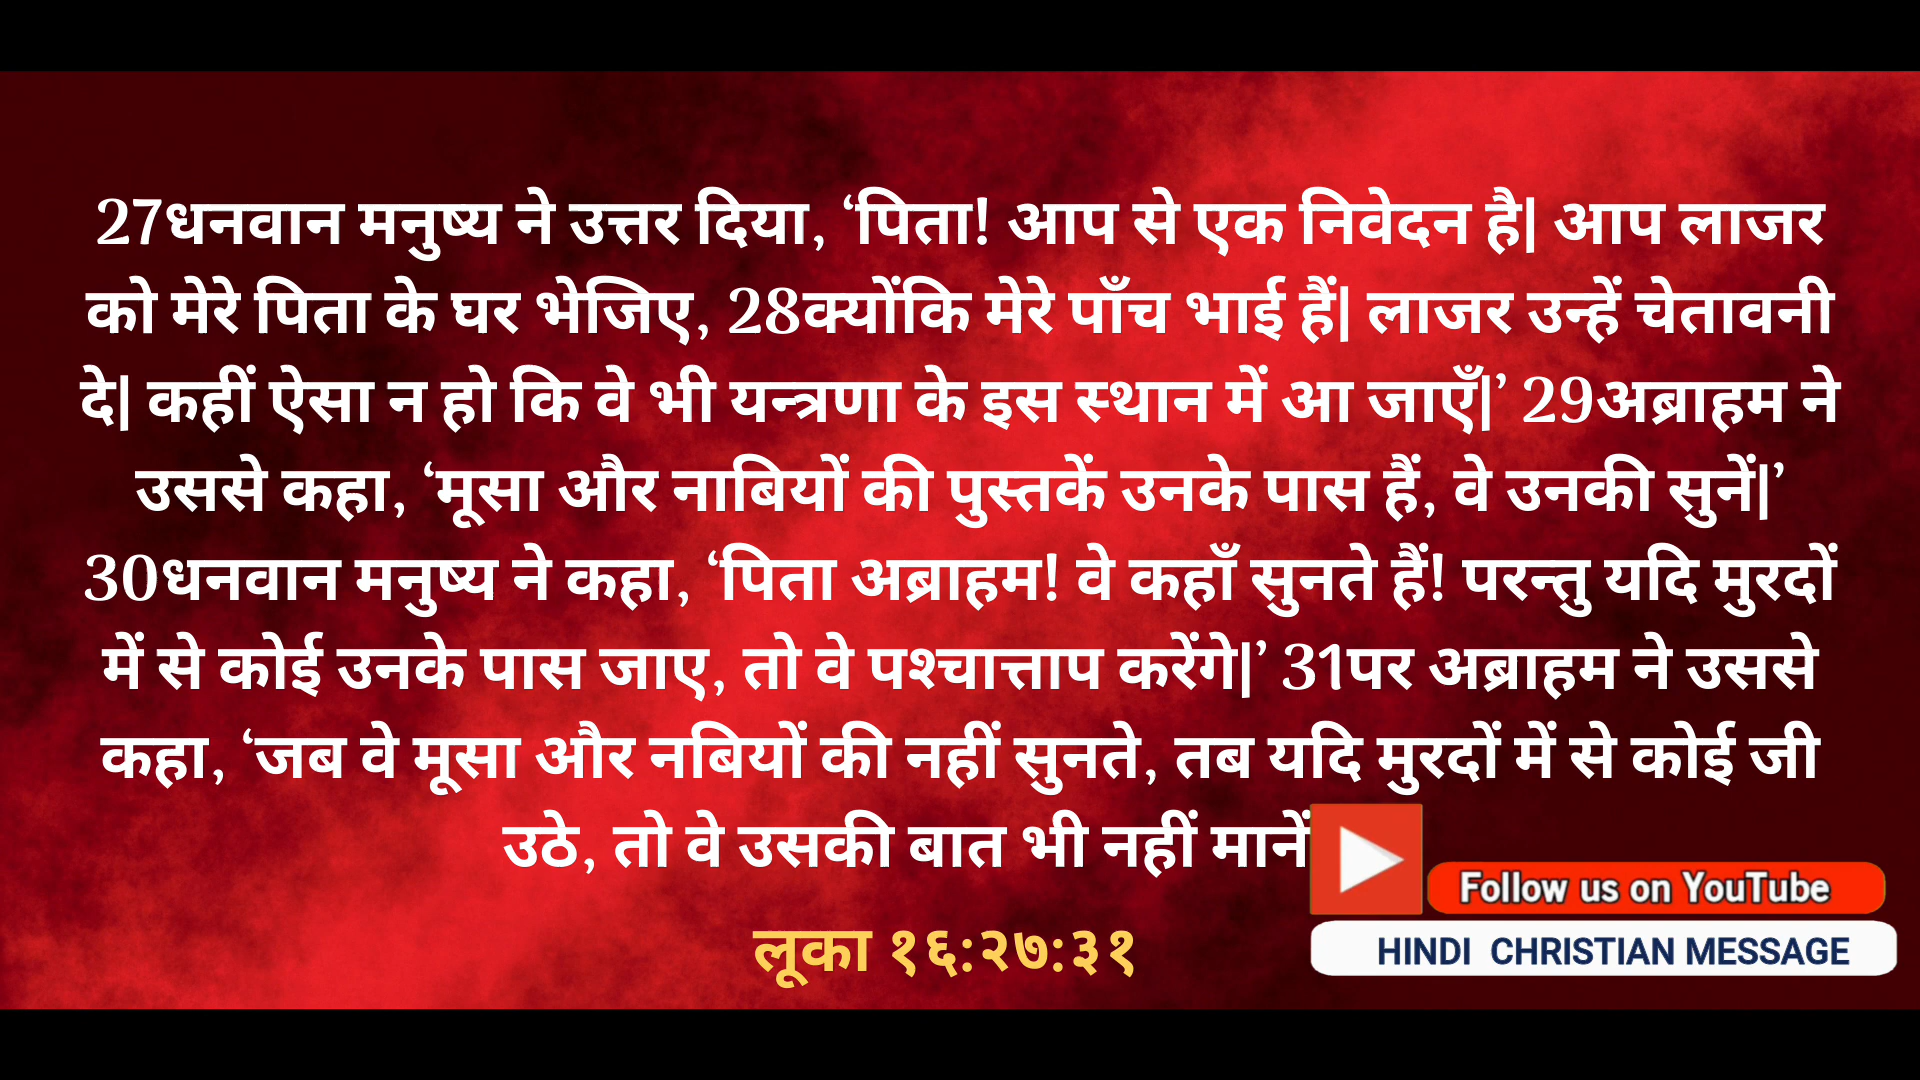 27धनवान मनुष्य ने उत्तर दिया, ‘पिता! आप से एक निवेदन है| आप लाजर
को मेरे पिता के घर भेजिए, 28क्योंकि मेरे पाँच भाई हैं| लाजर उन्हें चेतावनी
दे| कहीं ऐसा न हो कि वे भी यन्त्रणा के इस स्थान में आ जाएँ|’ 29अब्राहम ने
उससे कहा, ‘मूसा और नाबियों की पुस्तकें उनके पास हैं, वे उनकी सुनें|’
30धनवान मनुष्य ने कहा, ‘पिता अब्राहम! वे कहाँ सुनते हैं! परन्तु यदि मुरदों
में से कोई उनके पास जाए, तो वे पश्चात्ताप करेंगे|’ 31पर अब्राहम ने उससे
कहा, ‘जब वे मूसा और नबियों की नहीं सुनते, तब यदि मुरदों में से कोई जी
उठे, तो वे उसकी बात भी नहीं मानें
लूका १६:२७:३१
Follow us on YouTube
HINDI CHRISTIAN MESSAGE